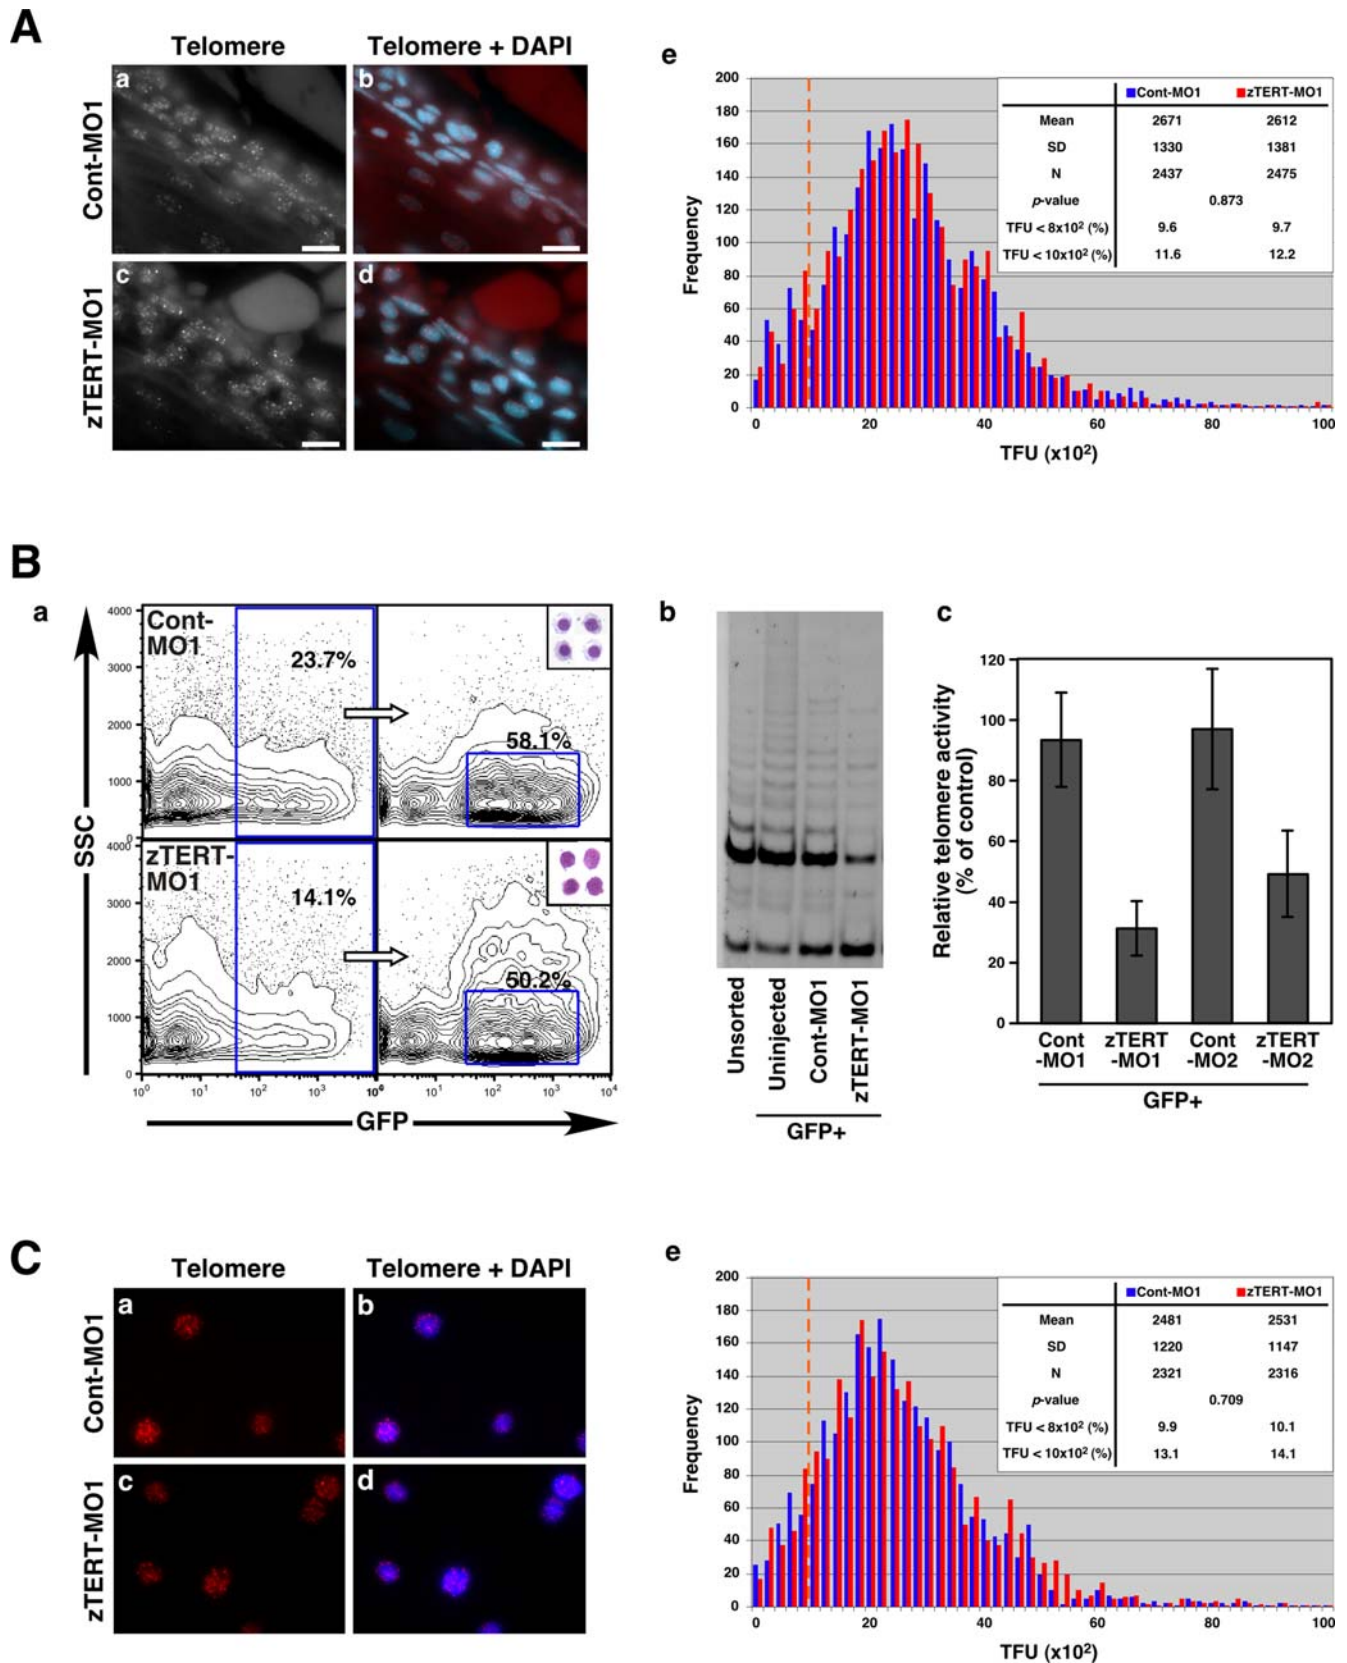 A
Telomere
Telomere + DAPI
Cont-MO1
zTERT-MO1
a
b
c
d
e
200
180
160
140
120
100
80
60
40
20
0
Frequency
0 20 40 60 80 100
TFU (x10²)
Cont-MO1 zTERT-MO1
Mean 2671 2612
SD 1330 1381
N 2437 2475
p-value 0.873
TFU < 8x10² (%) 9.6 9.7
TFU < 10x10² (%) 11.6 12.2
B
a
SSC
4000
3000
2000
1000
0
Cont-
MO1
23.7%
58.1%
4000
3000
2000
1000
0
zTERT-
MO1
14.1%
50.2%
10⁰ 10¹ 10² 10³ 10¹ 10² 10³ 10⁴
GFP
b
Unsorted
Uninjected
Cont-MO1
zTERT-MO1
GFP+
c
Relative telomere activity
(% of control)
120
100
80
60
40
20
0
Cont zTERT Cont zTERT
-MO1 -MO1 -MO2 -MO2
GFP+
C
Telomere
Telomere + DAPI
Cont-MO1
zTERT-MO1
a
b
c
d
e
200
180
160
140
120
100
80
60
40
20
0
Frequency
0 20 40 60 80 100
TFU (x10²)
Cont-MO1 zTERT-MO1
Mean 2481 2531
SD 1220 1147
N 2321 2316
p-value 0.709
TFU < 8x10² (%) 9.9 10.1
TFU < 10x10² (%) 13.1 14.1